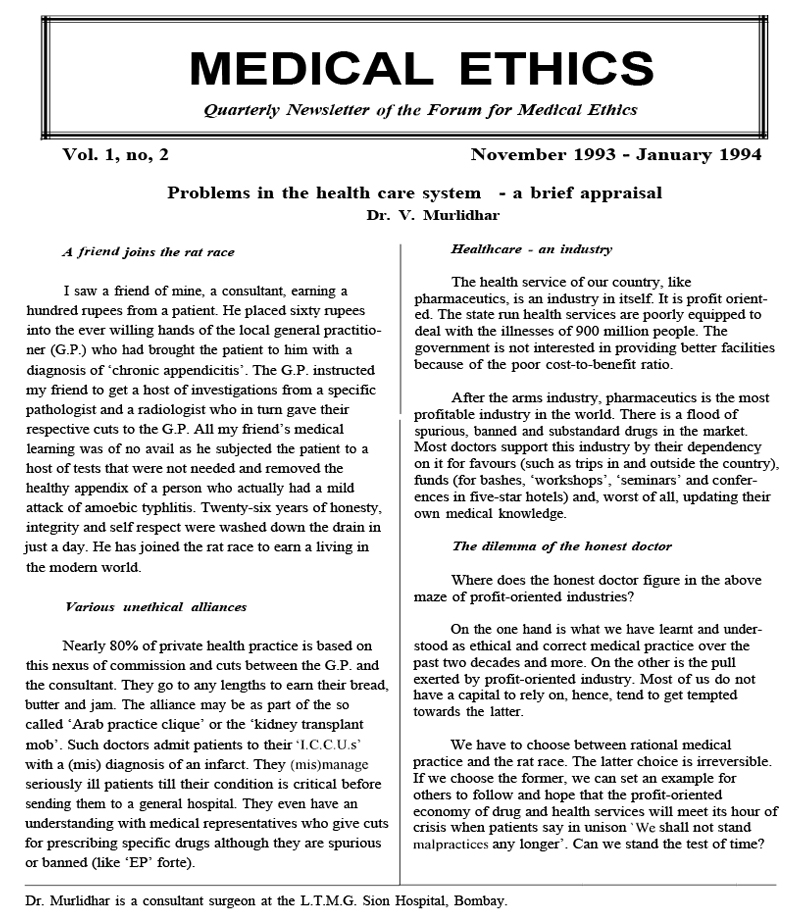 MEDICAL ETHICS
Quarterly Newsletter of the Forum for Medical Ethics
Vol. 1, no, 2
November 1993 - January 1994
Problems in the health care system - a brief appraisal
Dr. V. Murlidhar
A friend joins the rat race
I saw a friend of mine, a consultant, earning a
hundred rupees from a patient. He placed sixty rupees
into the ever willing hands of the local general practitio-
ner (G.P.) who had brought the patient to him with a
diagnosis of ‘chronic appendicitis’. The G.P. instructed
my friend to get a host of investigations from a specific
pathologist and a radiologist who in turn gave their
respective cuts to the G.P. All my friend’s medical
learning was of no avail as he subjected the patient to a
host of tests that were not needed and removed the
healthy appendix of a person who actually had a mild
attack of amoebic typhlitis. Twenty-six years of honesty,
integrity and self respect were washed down the drain in
just a day. He has joined the rat race to earn a living in
the modern world.
Various unethical alliances
Nearly 80% of private health practice is based on
this nexus of commission and cuts between the G.P. and
the consultant. They go to any lengths to earn their bread,
butter and jam. The alliance may be as part of the so
called ‘Arab practice clique’ or the ‘kidney transplant
mob’. Such doctors admit patients to their ‘I.C.C.U.s’
with a (mis) diagnosis of an infarct. They (mis)manage
seriously ill patients till their condition is critical before
sending them to a general hospital. They even have an
understanding with medical representatives who give cuts
for prescribing specific drugs although they are spurious
or banned (like ‘EP’ forte).
Healthcare - an industry
The health service of our country, like
pharmaceutics, is an industry in itself. It is profit orient-
ed. The state run health services are poorly equipped to
deal with the illnesses of 900 million people. The
government is not interested in providing better facilities
because of the poor cost-to-benefit ratio.
After the arms industry, pharmaceutics is the most
profitable industry in the world. There is a flood of
spurious, banned and substandard drugs in the market.
Most doctors support this industry by their dependency
on it for favours (such as trips in and outside the country),
funds (for bashes, ‘workshops’, ‘seminars’ and confer-
ences in five-star hotels) and, worst of all, updating their
own medical knowledge.
The dilemma of the honest doctor
Where does the honest doctor figure in the above
maze of profit-oriented industries?
On the one hand is what we have learnt and under-
stood as ethical and correct medical practice over the
past two decades and more. On the other is the pull
exerted by profit-oriented industry. Most of us do not
have a capital to rely on, hence, tend to get tempted
towards the latter.
We have to choose between rational medical
practice and the rat race. The latter choice is irreversible.
If we choose the former, we can set an example for
others to follow and hope that the profit-oriented
economy of drug and health services will meet its hour of
crisis when patients say in unison `We shall not stand
malpractices any longer’. Can we stand the test of time?
Dr. Murlidhar is a consultant surgeon at the L.T.M.G. Sion Hospital, Bombay.